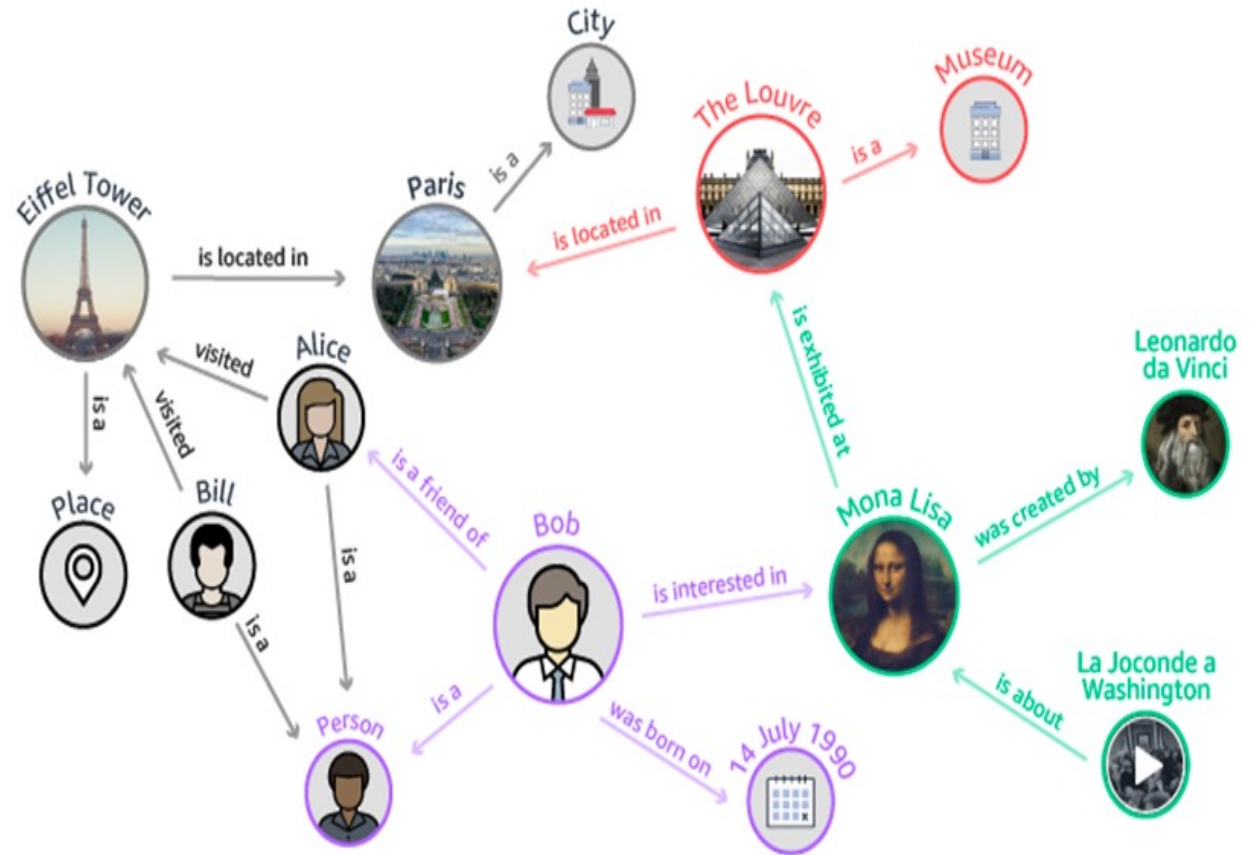 City
Museum
The Louvre
is a
is a
Eiffel Tower
Paris
is located in
is located in
Alice
visited
is exhibited at
Leonardo
da Vinci
is a
visited
Place
Bill
is a friend of
Bob
Mona Lisa
was created by
is a
is interested in
is a
La Joconde a
Washington
is about
Person
is a
was born on
14 July 1990